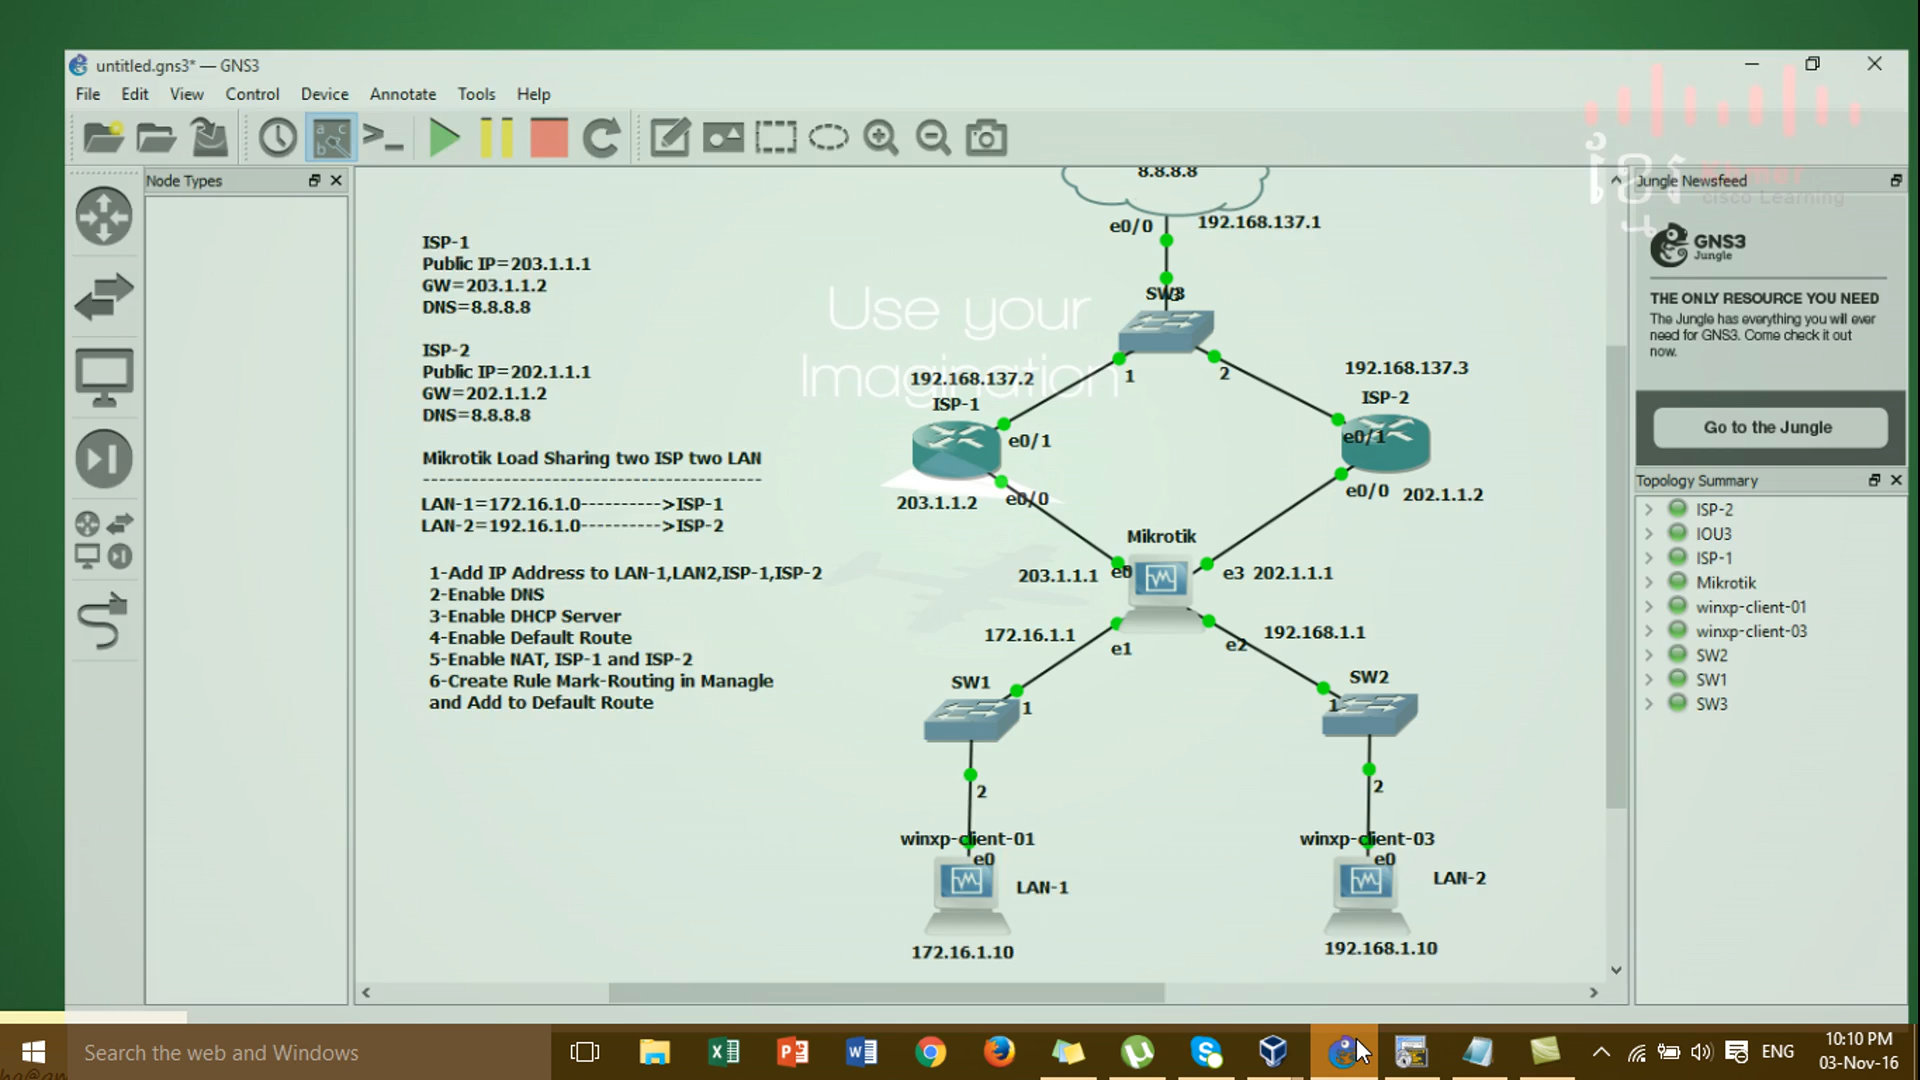 untitled.gns3* — GNS3
File Edit View Control Device Annotate Tools Help
Node Types
ISP-1
Public IP=203.1.1.1
GW=203.1.1.2
DNS=8.8.8.8
ISP-2
Public IP=202.1.1.1
GW=202.1.1.2
DNS=8.8.8.8
Mikrotik Load Sharing two ISP two LAN
------------------------------------------
LAN-1=172.16.1.0---------->ISP-1
LAN-2=192.16.1.0---------->ISP-2
1-Add IP Address to LAN-1,LAN2,ISP-1,ISP-2
2-Enable DNS
3-Enable DHCP Server
4-Enable Default Route
5-Enable NAT, ISP-1 and ISP-2
6-Create Rule Mark-Routing in Managle
and Add to Default Route
Use your
Imagination
8.8.8.8
e0/0 192.168.137.1
SW3
3
1 2
192.168.137.2
ISP-1
e0/1
203.1.1.2 e0/0
192.168.137.3
ISP-2
e0/1
e0/0 202.1.1.2
Mikrotik
203.1.1.1 e0
e3 202.1.1.1
172.16.1.1
e1
192.168.1.1
e2
SW1
1
2
SW2
1
2
winxp-client-01
e0
LAN-1
172.16.1.10
winxp-client-03
e0
LAN-2
192.168.1.10
ខ្មែរ
Khmer
cisco Learning
Jungle Newsfeed
GNS3
Jungle
THE ONLY RESOURCE YOU NEED
The Jungle has everything you will ever
need for GNS3. Come check it out
now.
Go to the Jungle
Topology Summary
ISP-2
IOU3
ISP-1
Mikrotik
winxp-client-01
winxp-client-03
SW2
SW1
SW3
Search the web and Windows
ENG
10:10 PM
03-Nov-16